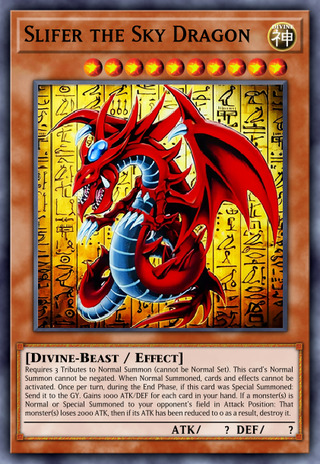 Slifer the Sky Dragon
DIVINE
神
[Divine-Beast / Effect]
Requires 3 Tributes to Normal Summon (cannot be Normal Set). This card's Normal
Summon cannot be negated. When Normal Summoned, cards and effects cannot be
activated. Once per turn, during the End Phase, if this card was Special Summoned:
Send it to the GY. Gains 1000 ATK/DEF for each card in your hand. If a monster(s) is
Normal or Special Summoned to your opponent's field in Attack Position: That
monster(s) loses 2000 ATK, then if its ATK has been reduced to 0 as a result, destroy it.
ATK/ ? DEF/ ?